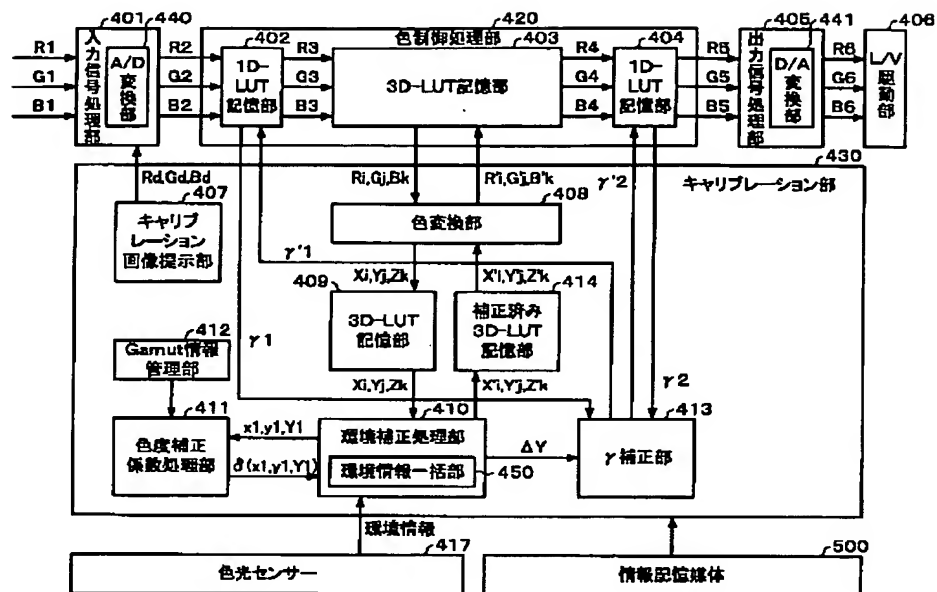 401
440
420
405
441
406
R1
入力信号処理部
A/D変換部
R2
402
色制御処理部
R3
403
R4
404
R5
出力信号処理部
D/A変換部
R6
L/V駆動部
G1
G2
1D-LUT記憶部
G3
3D-LUT記憶部
G4
1D-LUT記憶部
G5
G6
B1
B2
B3
B4
B5
B6
430
キャリブレーション部
Rd,Gd,Bd
407
キャリブレーション画像提示部
Ri,Gj,Bk
R'i,G'j,B'k
408
色変換部
γ'2
γ'1
Xi,Yj,Zk
X'i,Y'j,Z'k
409
3D-LUT記憶部
414
補正済み3D-LUT記憶部
412
Gamut情報管理部
γ1
γ2
Xi,Yj,Zk
X'i,Y'j,Z'k
411
色度補正係数処理部
x1,y1,Y1
δ(x1,y1,Y1)
410
環境補正処理部
環境情報一括部
450
ΔY
413
γ補正部
環境情報
417
色光センサー
500
情報記憶媒体